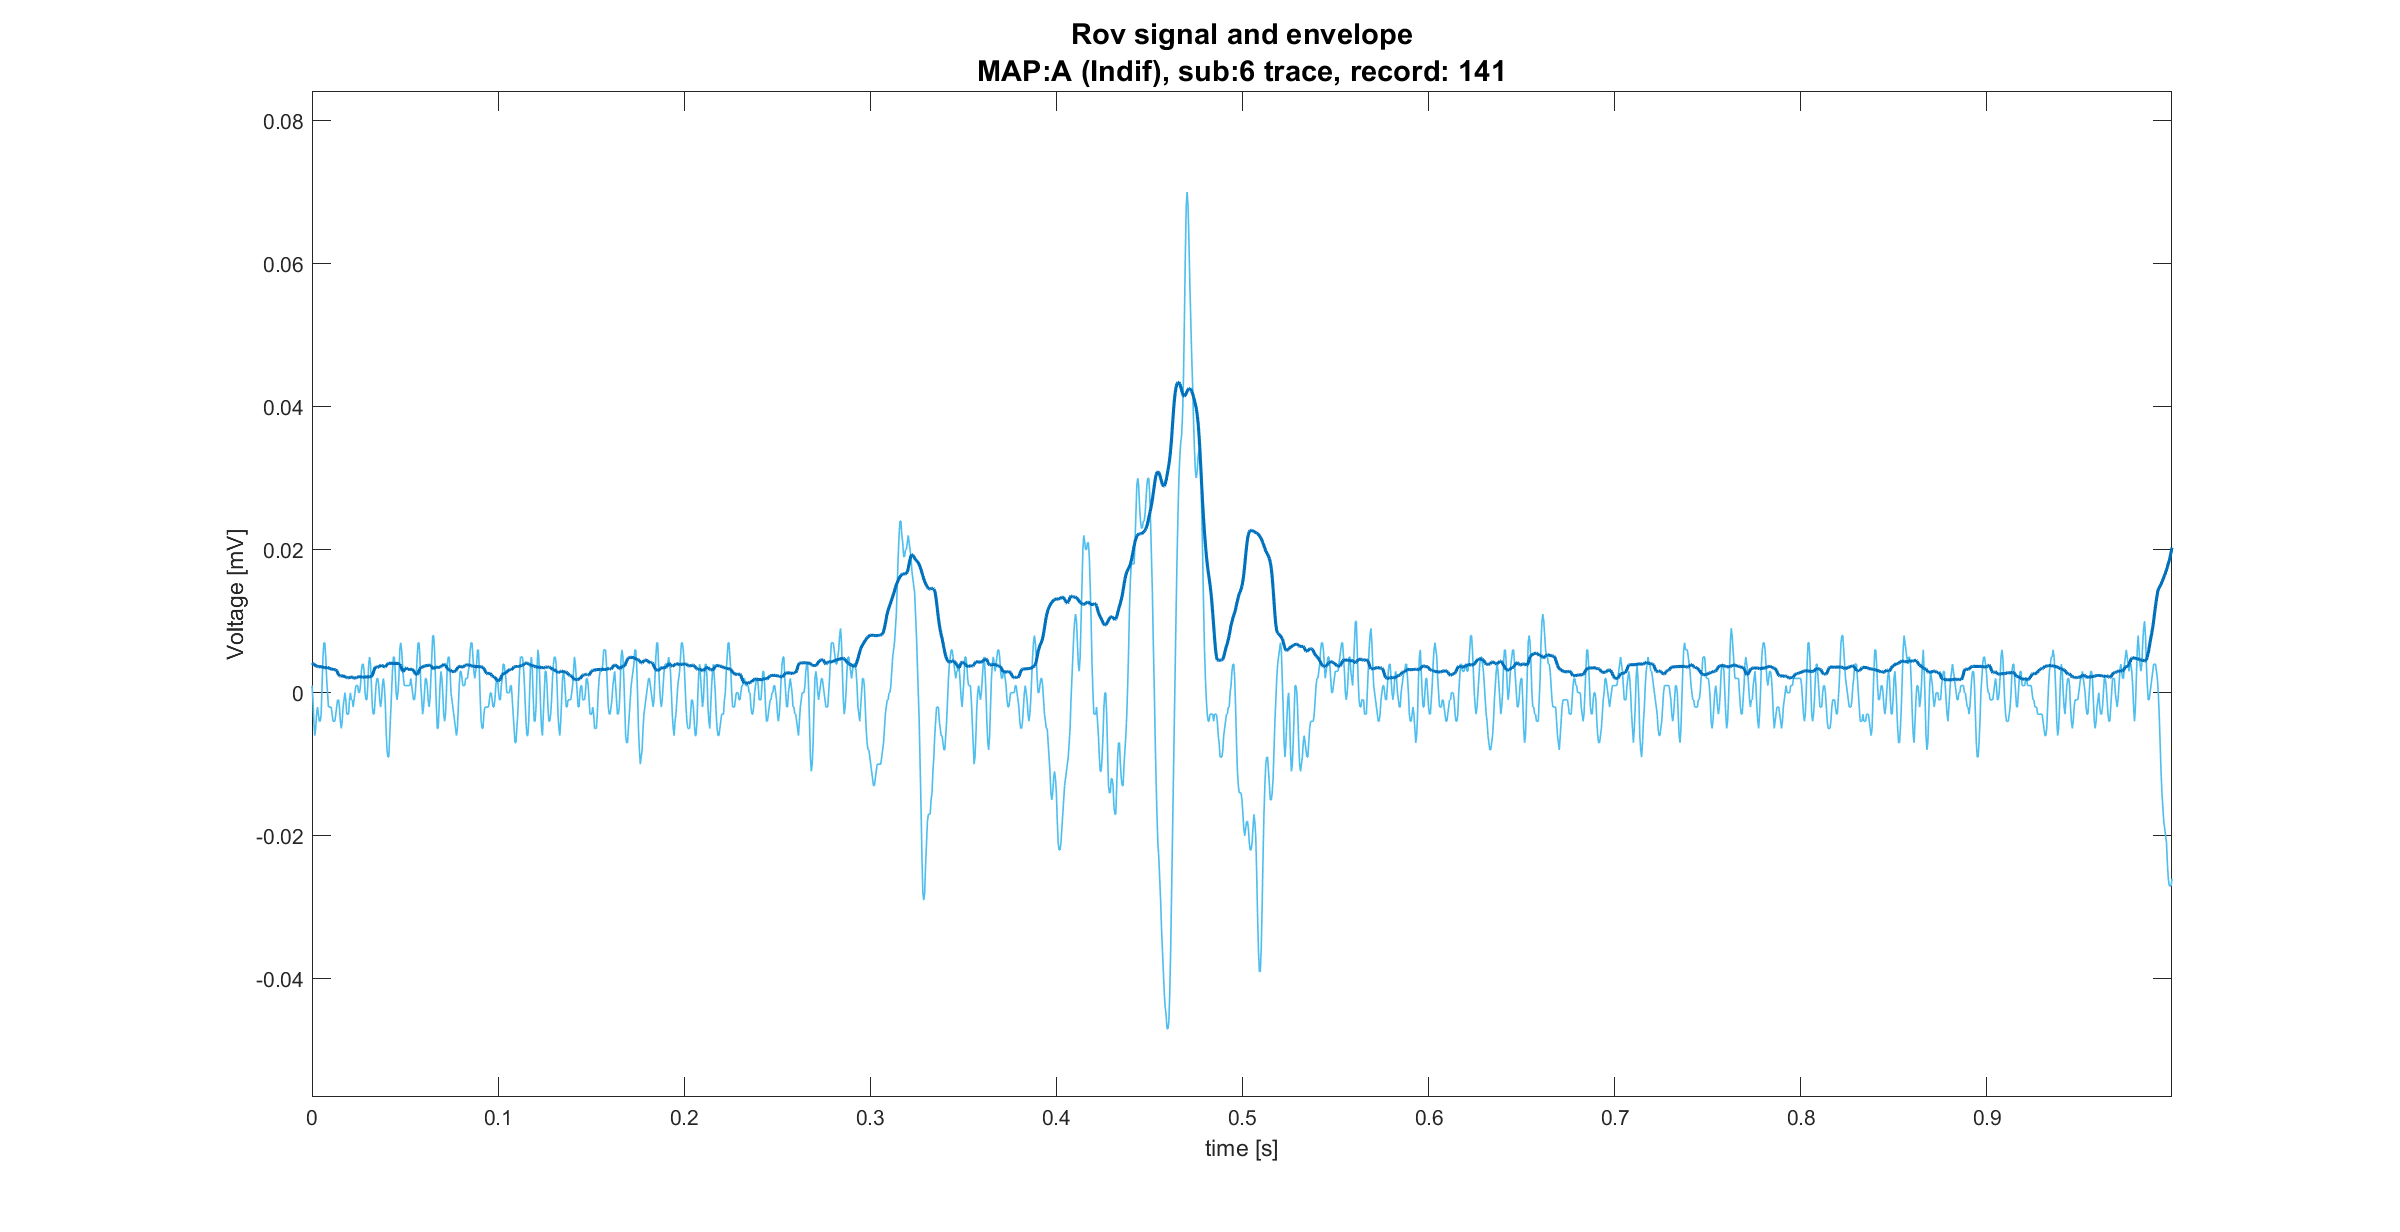 Rov signal and envelope
MAP:A (Indif), sub:6 trace, record: 141
0.08
0.06
0.04
0.02
0
-0.02
-0.04
Voltage [mV]
0 0.1 0.2 0.3 0.4 0.5 0.6 0.7 0.8 0.9
time [s]